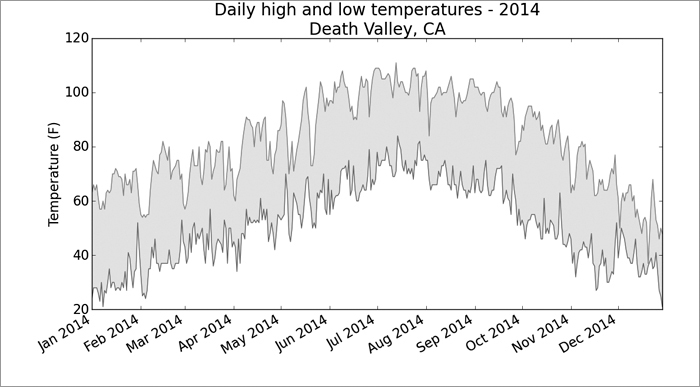 Daily high and low temperatures - 2014
Death Valley, CA
120
100
80
60
40
20
Temperature (F)
Jan 2014
Feb 2014
Mar 2014
Apr 2014
May 2014
Jun 2014
Jul 2014
Aug 2014
Sep 2014
Oct 2014
Nov 2014
Dec 2014